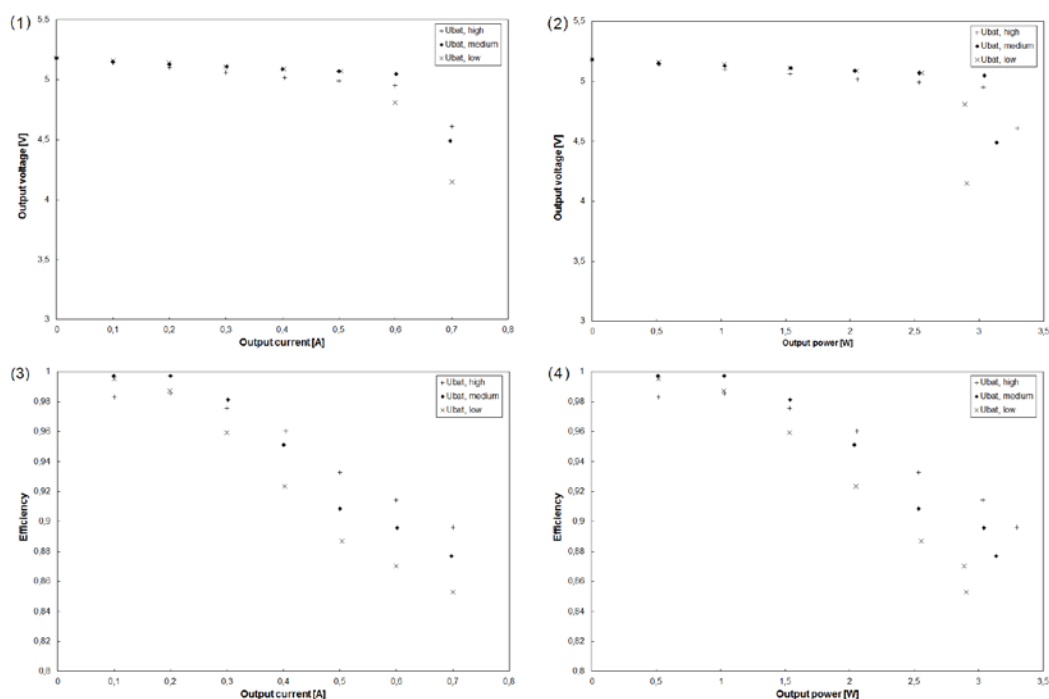 (1)
5,5
5
4,5
4
3,5
3
Output voltage [V]
0 0,1 0,2 0,3 0,4 0,5 0,6 0,7 0,8
Output current [A]
Ubat, high
Ubat, medium
Ubat, low
(2)
5,5
5
4,5
4
3,5
3
Output voltage [V]
0 0,5 1 1,5 2 2,5 3 3,5
Output power [W]
Ubat, high
Ubat, medium
Ubat, low
(3)
1
0,98
0,96
0,94
0,92
0,9
0,88
0,86
0,84
0,82
0,8
Efficiency
0 0,1 0,2 0,3 0,4 0,5 0,6 0,7 0,8
Output current [A]
Ubat, high
Ubat, medium
Ubat, low
(4)
1
0,98
0,96
0,94
0,92
0,9
0,88
0,86
0,84
0,82
0,8
Efficiency
0 0,5 1 1,5 2 2,5 3 3,5
Output power [W]
Ubat, high
Ubat, medium
Ubat, low